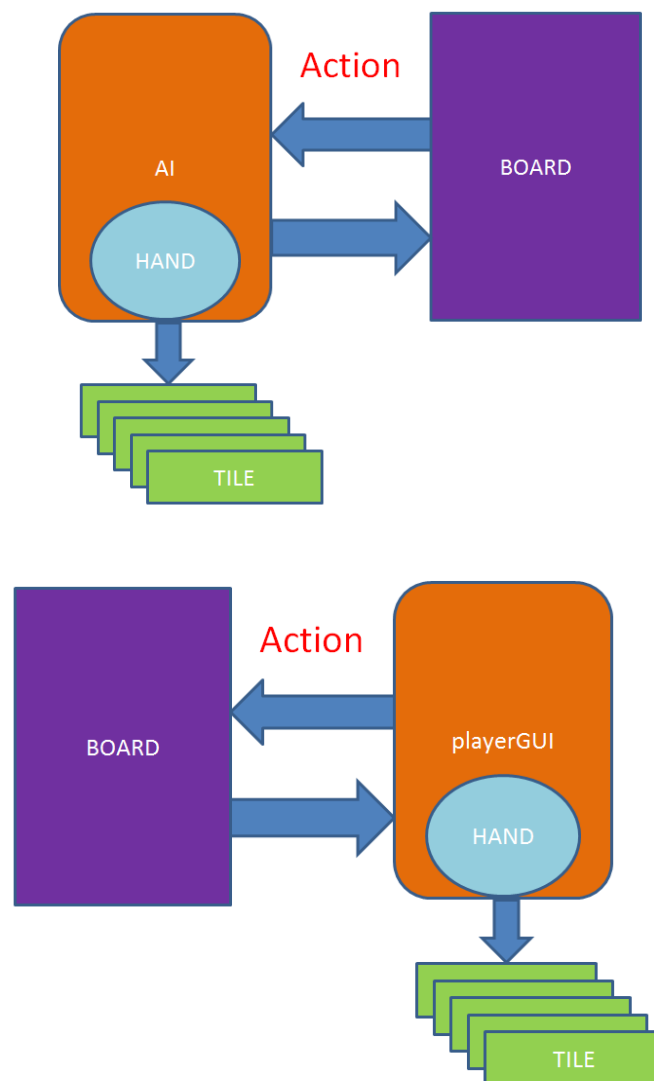 Action
AI
BOARD
HAND
TILE
Action
BOARD
playerGUI
HAND
TILE